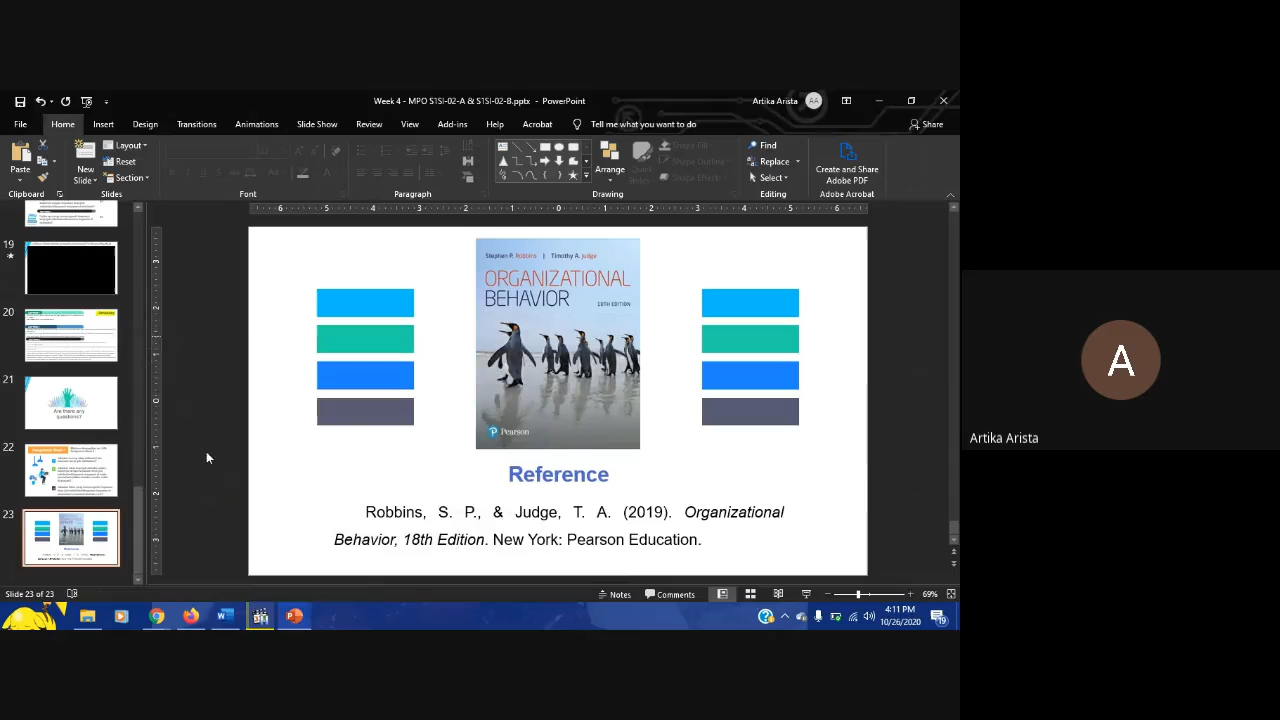 Week 4 - MPO S1SI-02-A & S1SI-02-B.pptx - PowerPoint
Artika Arista
AA
File Home Insert Design Transitions Animations Slide Show Review View Add-ins Help Acrobat Tell me what you want to do
Share
Paste
Clipboard
New
Slide
Layout
Reset
Section
Slides
Font
Paragraph
Arrange
Quick
Styles
Shape Fill
Shape Outline
Shape Effects
Drawing
Find
Replace
Select
Editing
Create and Share
Adobe PDF
Adobe Acrobat
19
20
21
Are there any
questions?
22
23
Stephen P. Robbins | Timothy A. Judge
ORGANIZATIONAL
BEHAVIOR
18TH EDITION
Pearson
Reference
Robbins, S. P., & Judge, T. A. (2019). Organizational
Behavior, 18th Edition. New York: Pearson Education.
Slide 23 of 23
Notes
Comments
69%
4:11 PM
10/26/2020
19
A
Artika Arista